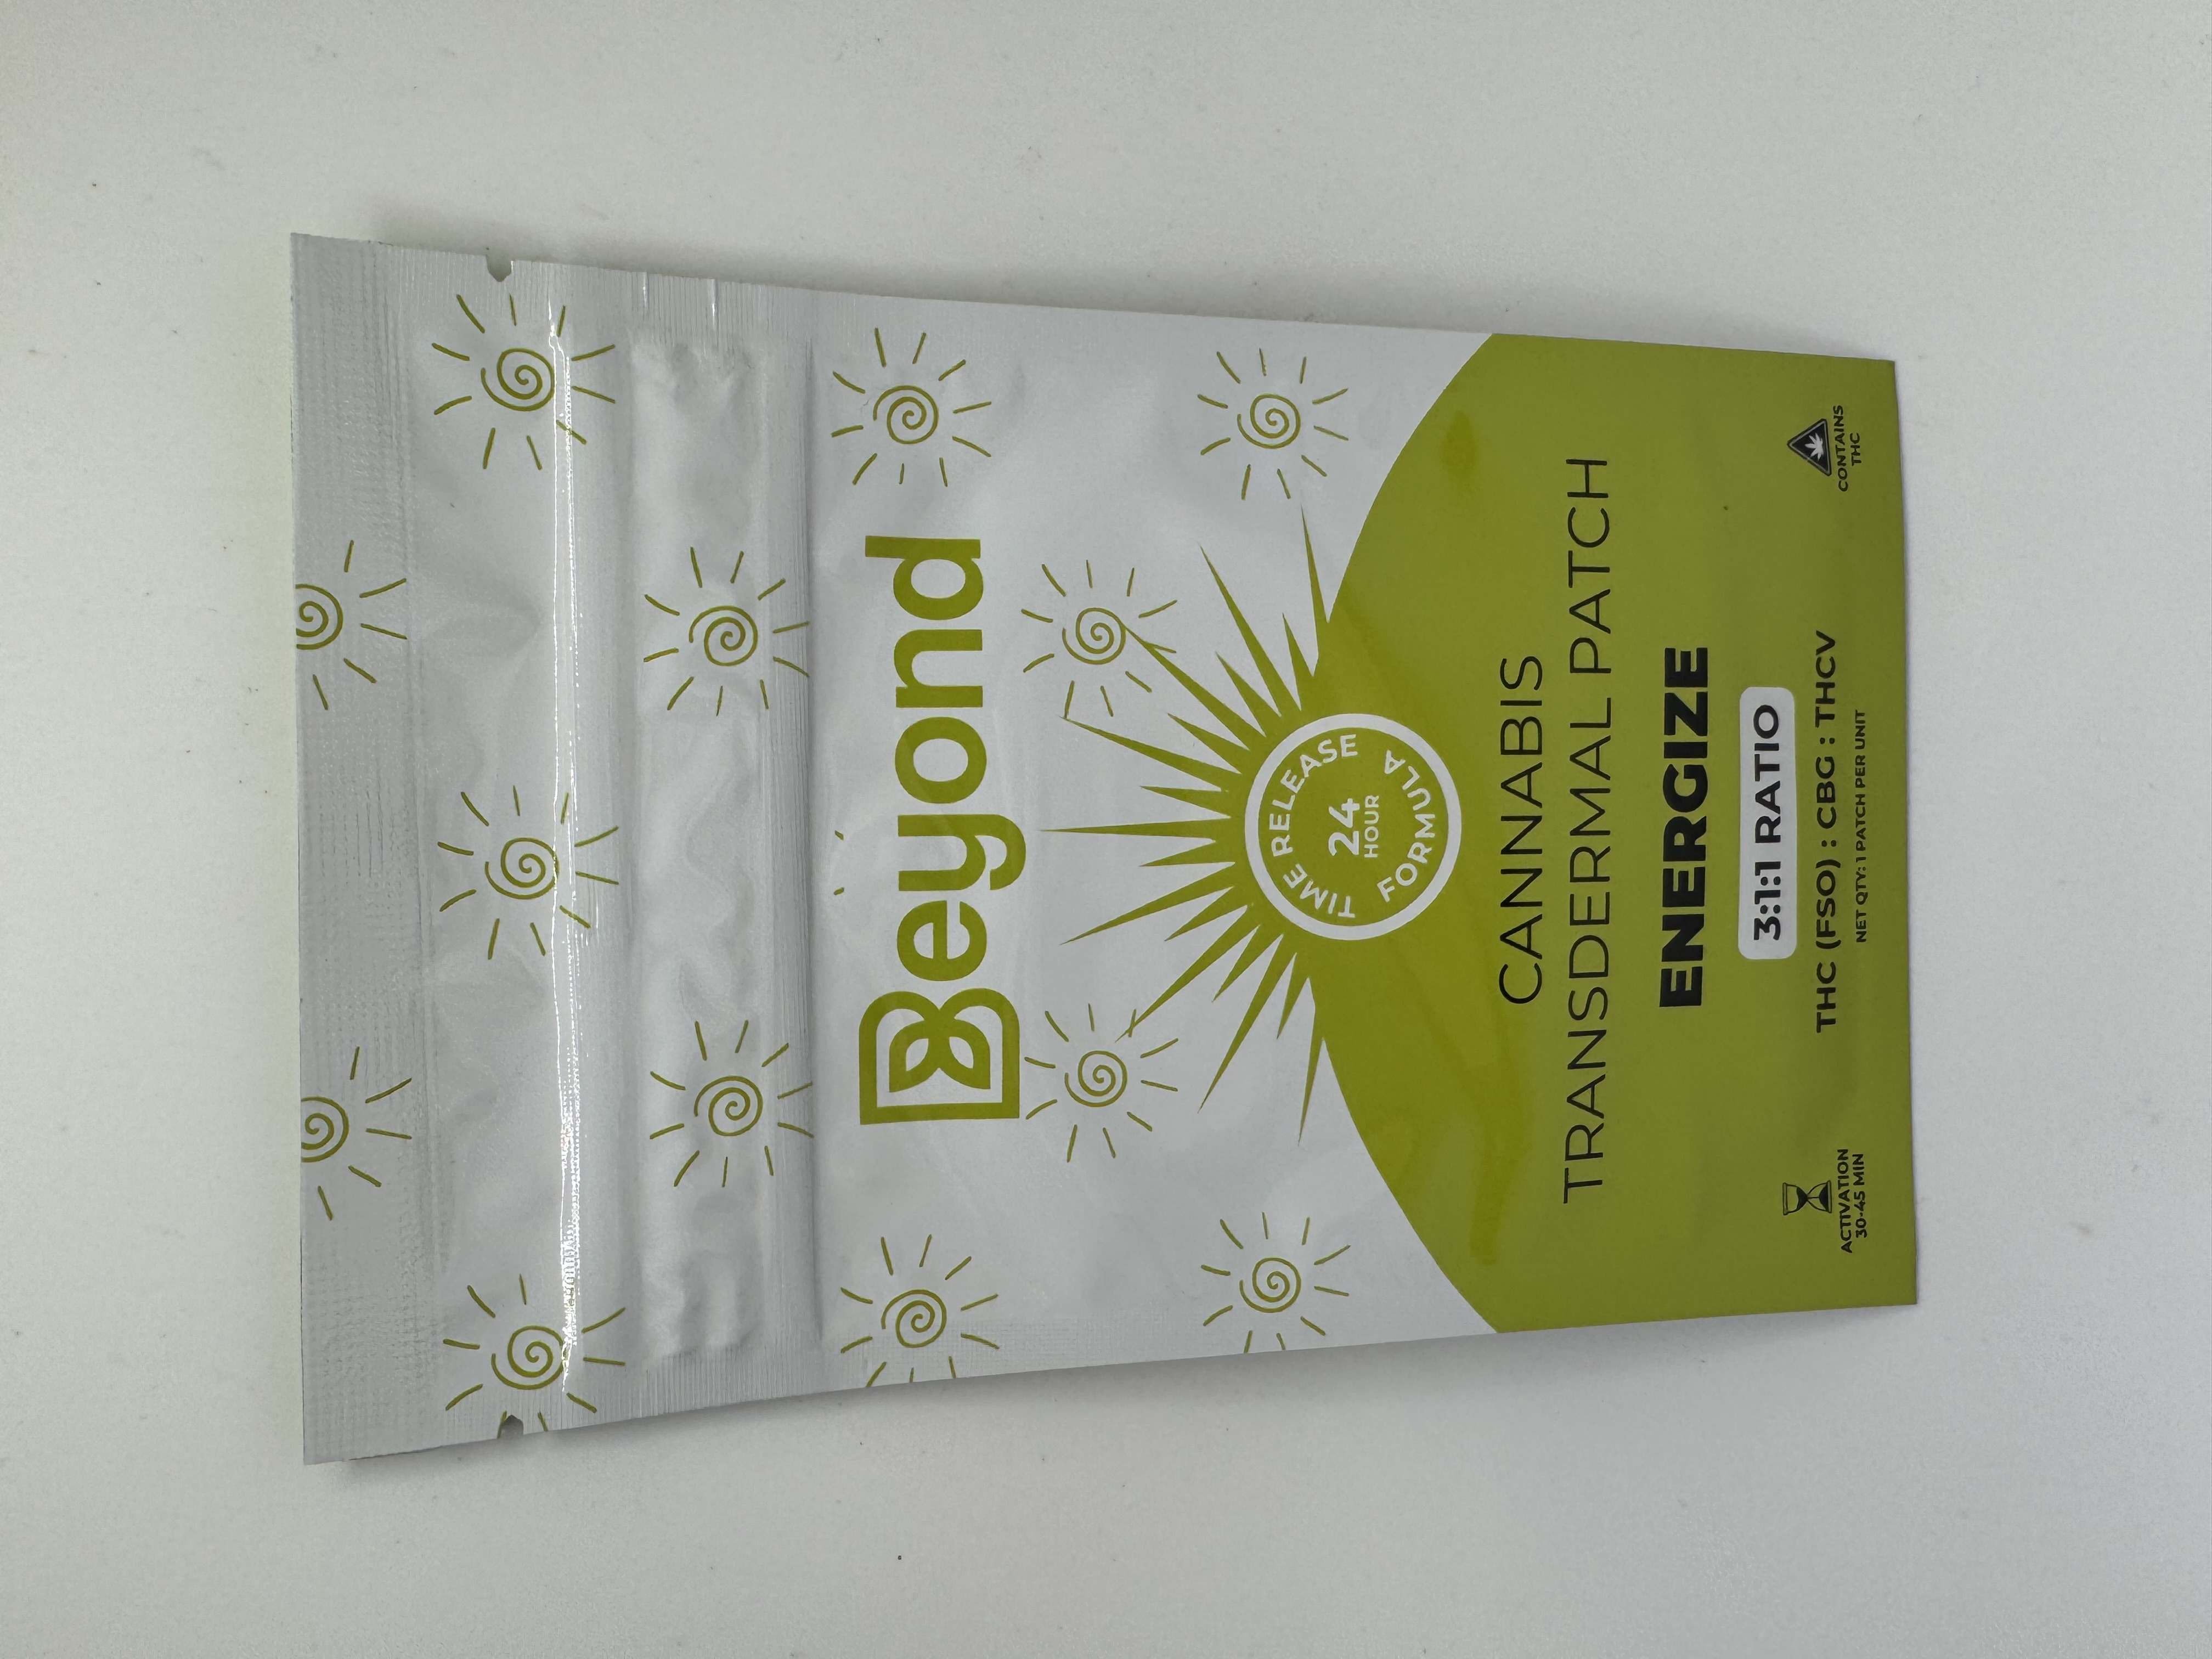 Beyond
TIME RELEASE
24
HOUR
FORMULA
CANNABIS
TRANSDERMAL PATCH
ENERGIZE
3:1:1 RATIO
THC (FSO) : CBG : THCV
NET QTY: 1 PATCH PER UNIT
ACTIVATION
30-45 MIN
CONTAINS
THC